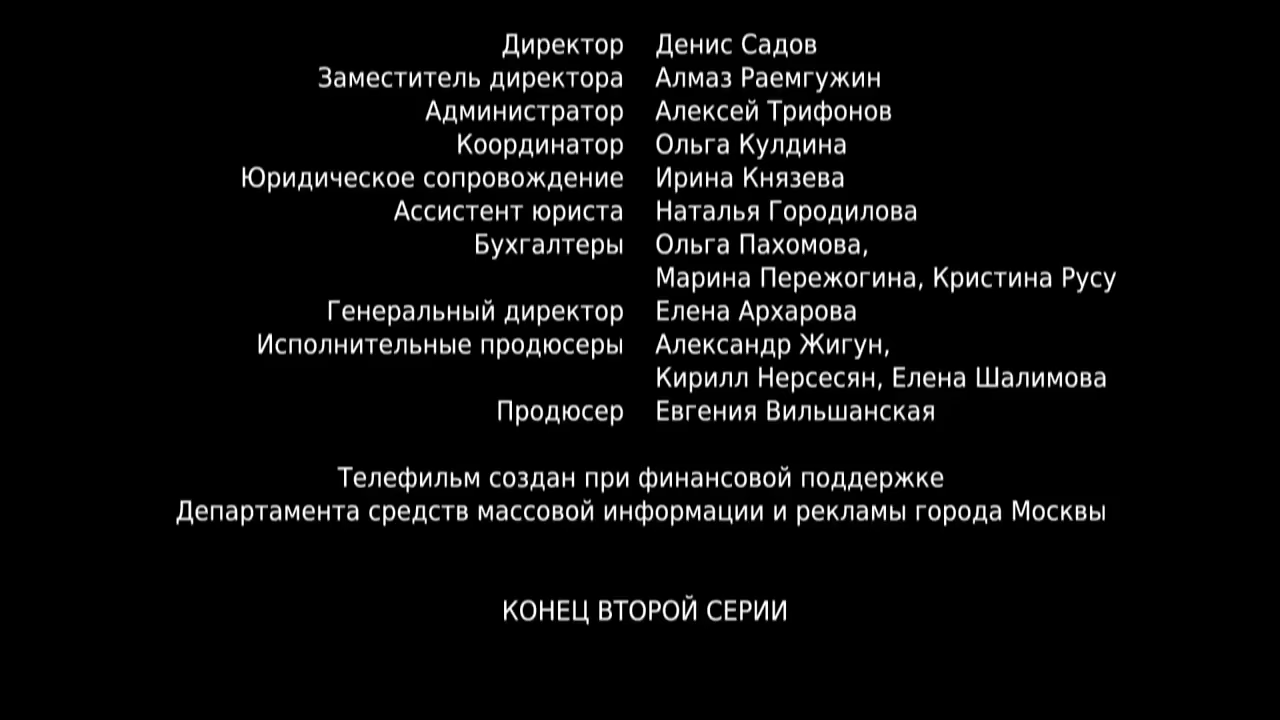 Директор Денис Садов
Заместитель директора Алмаз Раемгужин
Администратор Алексей Трифонов
Координатор Ольга Кулдина
Юридическое сопровождение Ирина Князева
Ассистент юриста Наталья Городилова
Бухгалтеры Ольга Пахомова,
Марина Пережогина, Кристина Русу
Генеральный директор Елена Архарова
Исполнительные продюсеры Александр Жигун,
Кирилл Нерсесян, Елена Шалимова
Продюсер Евгения Вильшанская
Телефильм создан при финансовой поддержке
Департамента средств массовой информации и рекламы города Москвы
КОНЕЦ ВТОРОЙ СЕРИИ